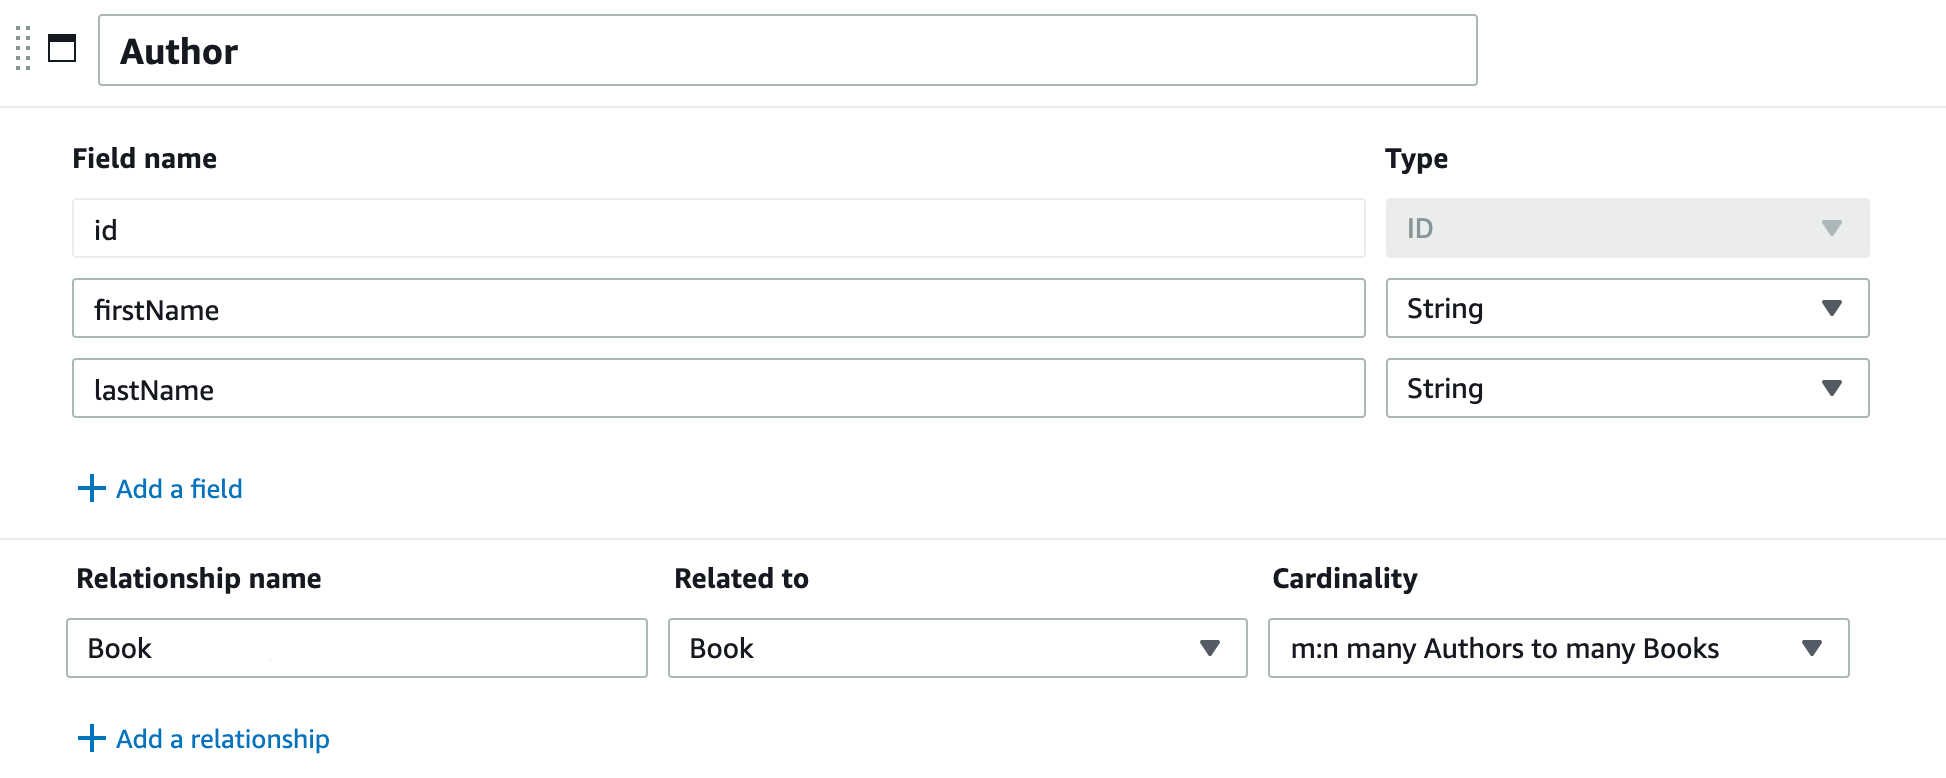 Author
Field name Type
id ID
firstName String
lastName String
Add a field
Relationship name Related to Cardinality
Book Book m:n many Authors to many Books
Add a relationship